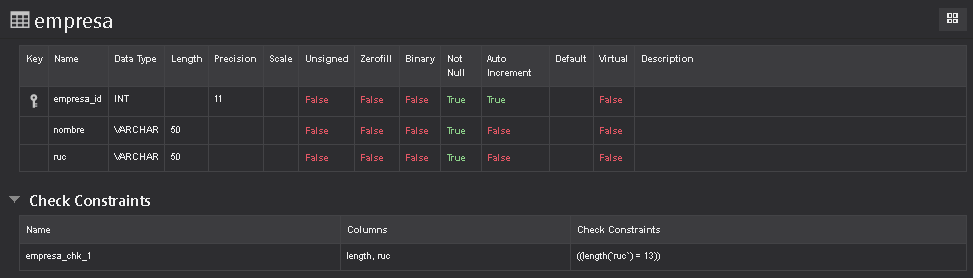 empresa
Key Name Data Type Length Precision Scale Unsigned Zerofill Binary Not Null Auto Increment Default Virtual Description
empresa_id INT 11 False False False True True False
nombre VARCHAR 50 False False False True False False
ruc VARCHAR 50 False False False True False False
Check Constraints
Name Columns Check Constraints
empresa_chk_1 length, ruc ((length(`ruc`) = 13))